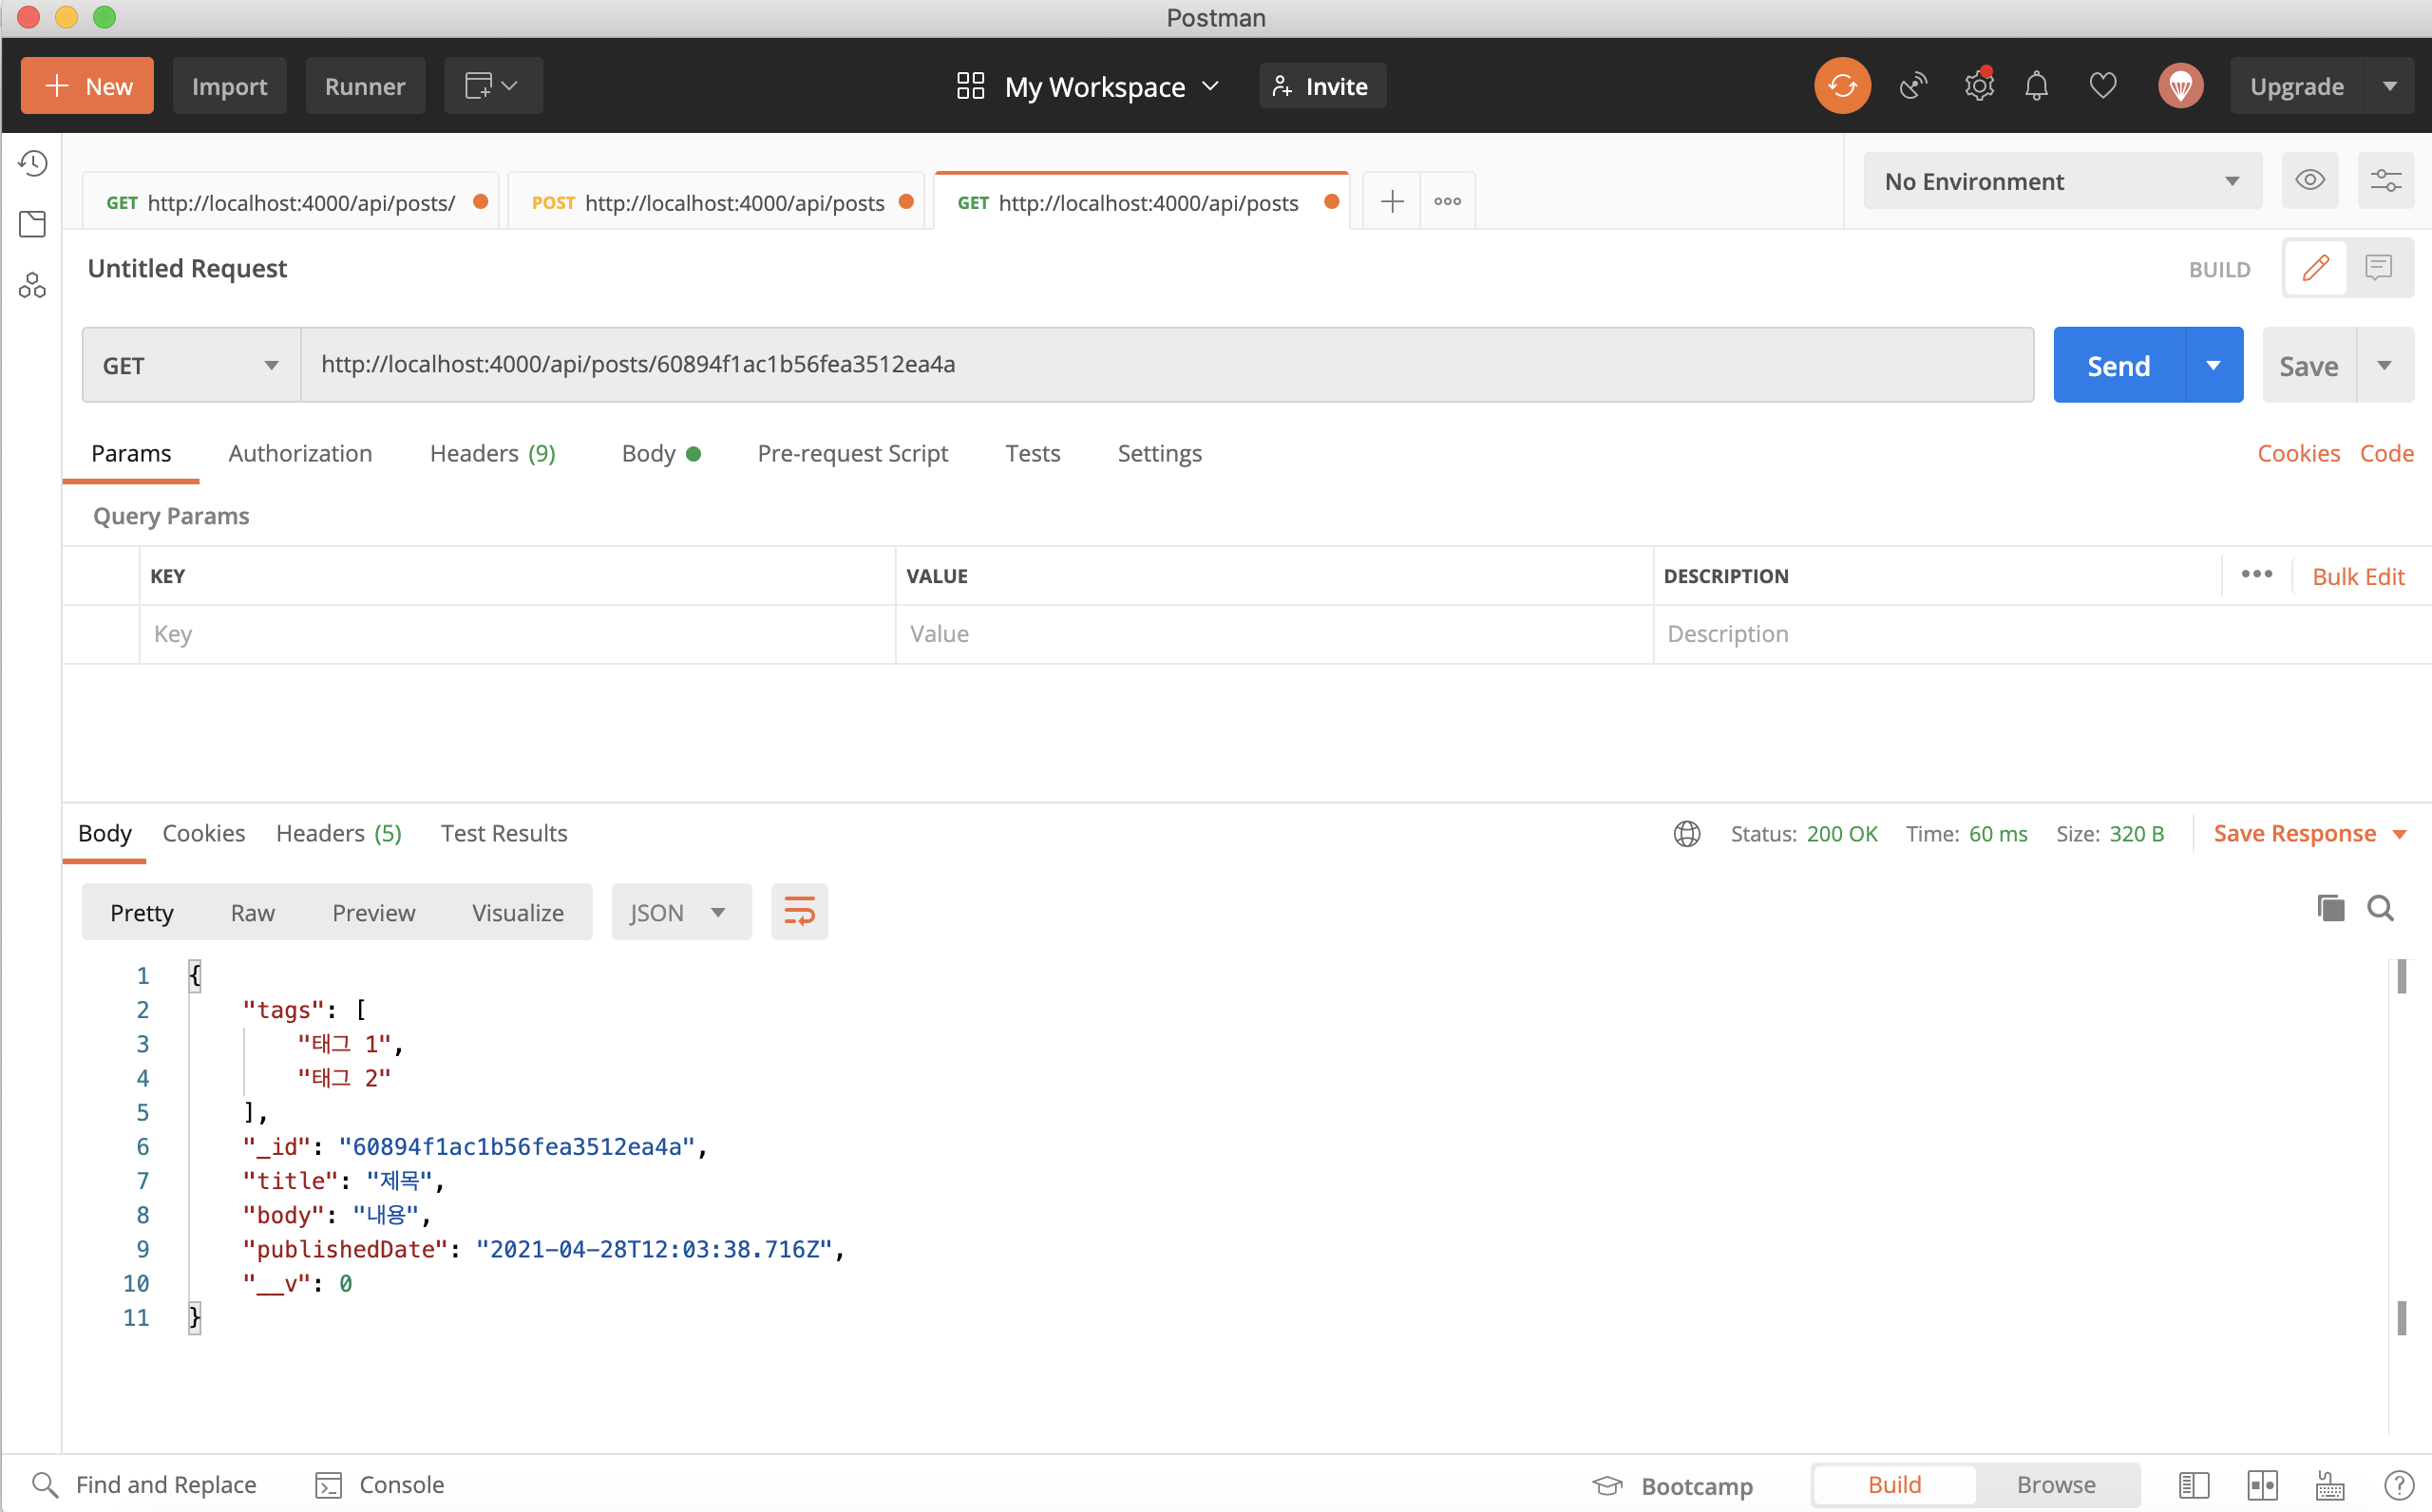 Postman
New Import Runner My Workspace Invite Upgrade
GET http://localhost:4000/api/posts/ POST http://localhost:4000/api/posts GET http://localhost:4000/api/posts No Environment
Untitled Request BUILD
GET http://localhost:4000/api/posts/60894f1ac1b56fea3512ea4a Send Save
Params Authorization Headers (9) Body Pre-request Script Tests Settings Cookies Code
Query Params
KEY VALUE DESCRIPTION Bulk Edit
Key Value Description
Body Cookies Headers (5) Test Results Status: 200 OK Time: 60 ms Size: 320 B Save Response
Pretty Raw Preview Visualize JSON
1 {
2 "tags": [
3 "태그 1",
4 "태그 2"
5 ],
6 "_id": "60894f1ac1b56fea3512ea4a",
7 "title": "제목",
8 "body": "내용",
9 "publishedDate": "2021-04-28T12:03:38.716Z",
10 "__v": 0
11 }
Find and Replace Console Bootcamp Build Browse